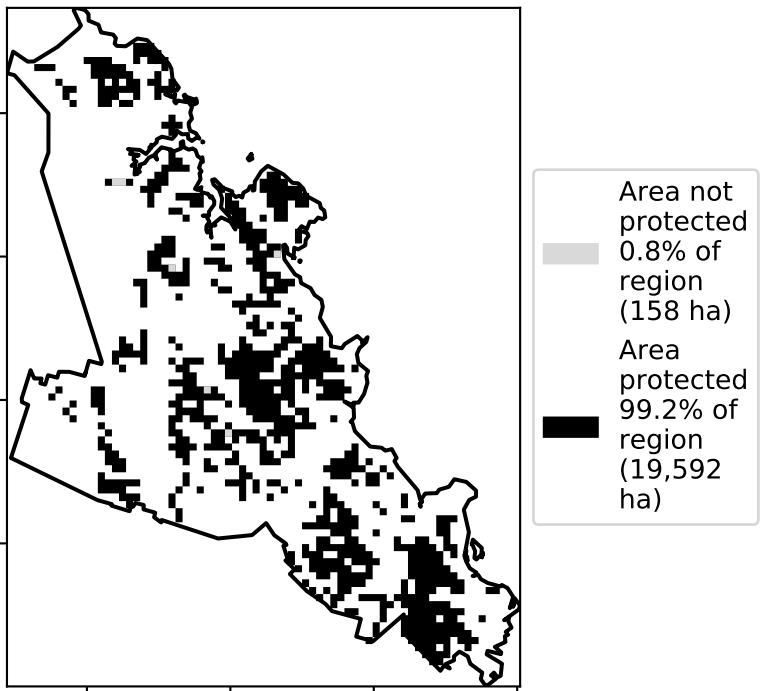 Area not
protected
0.8% of
region
(158 ha)
Area
protected
99.2% of
region
(19,592
ha)